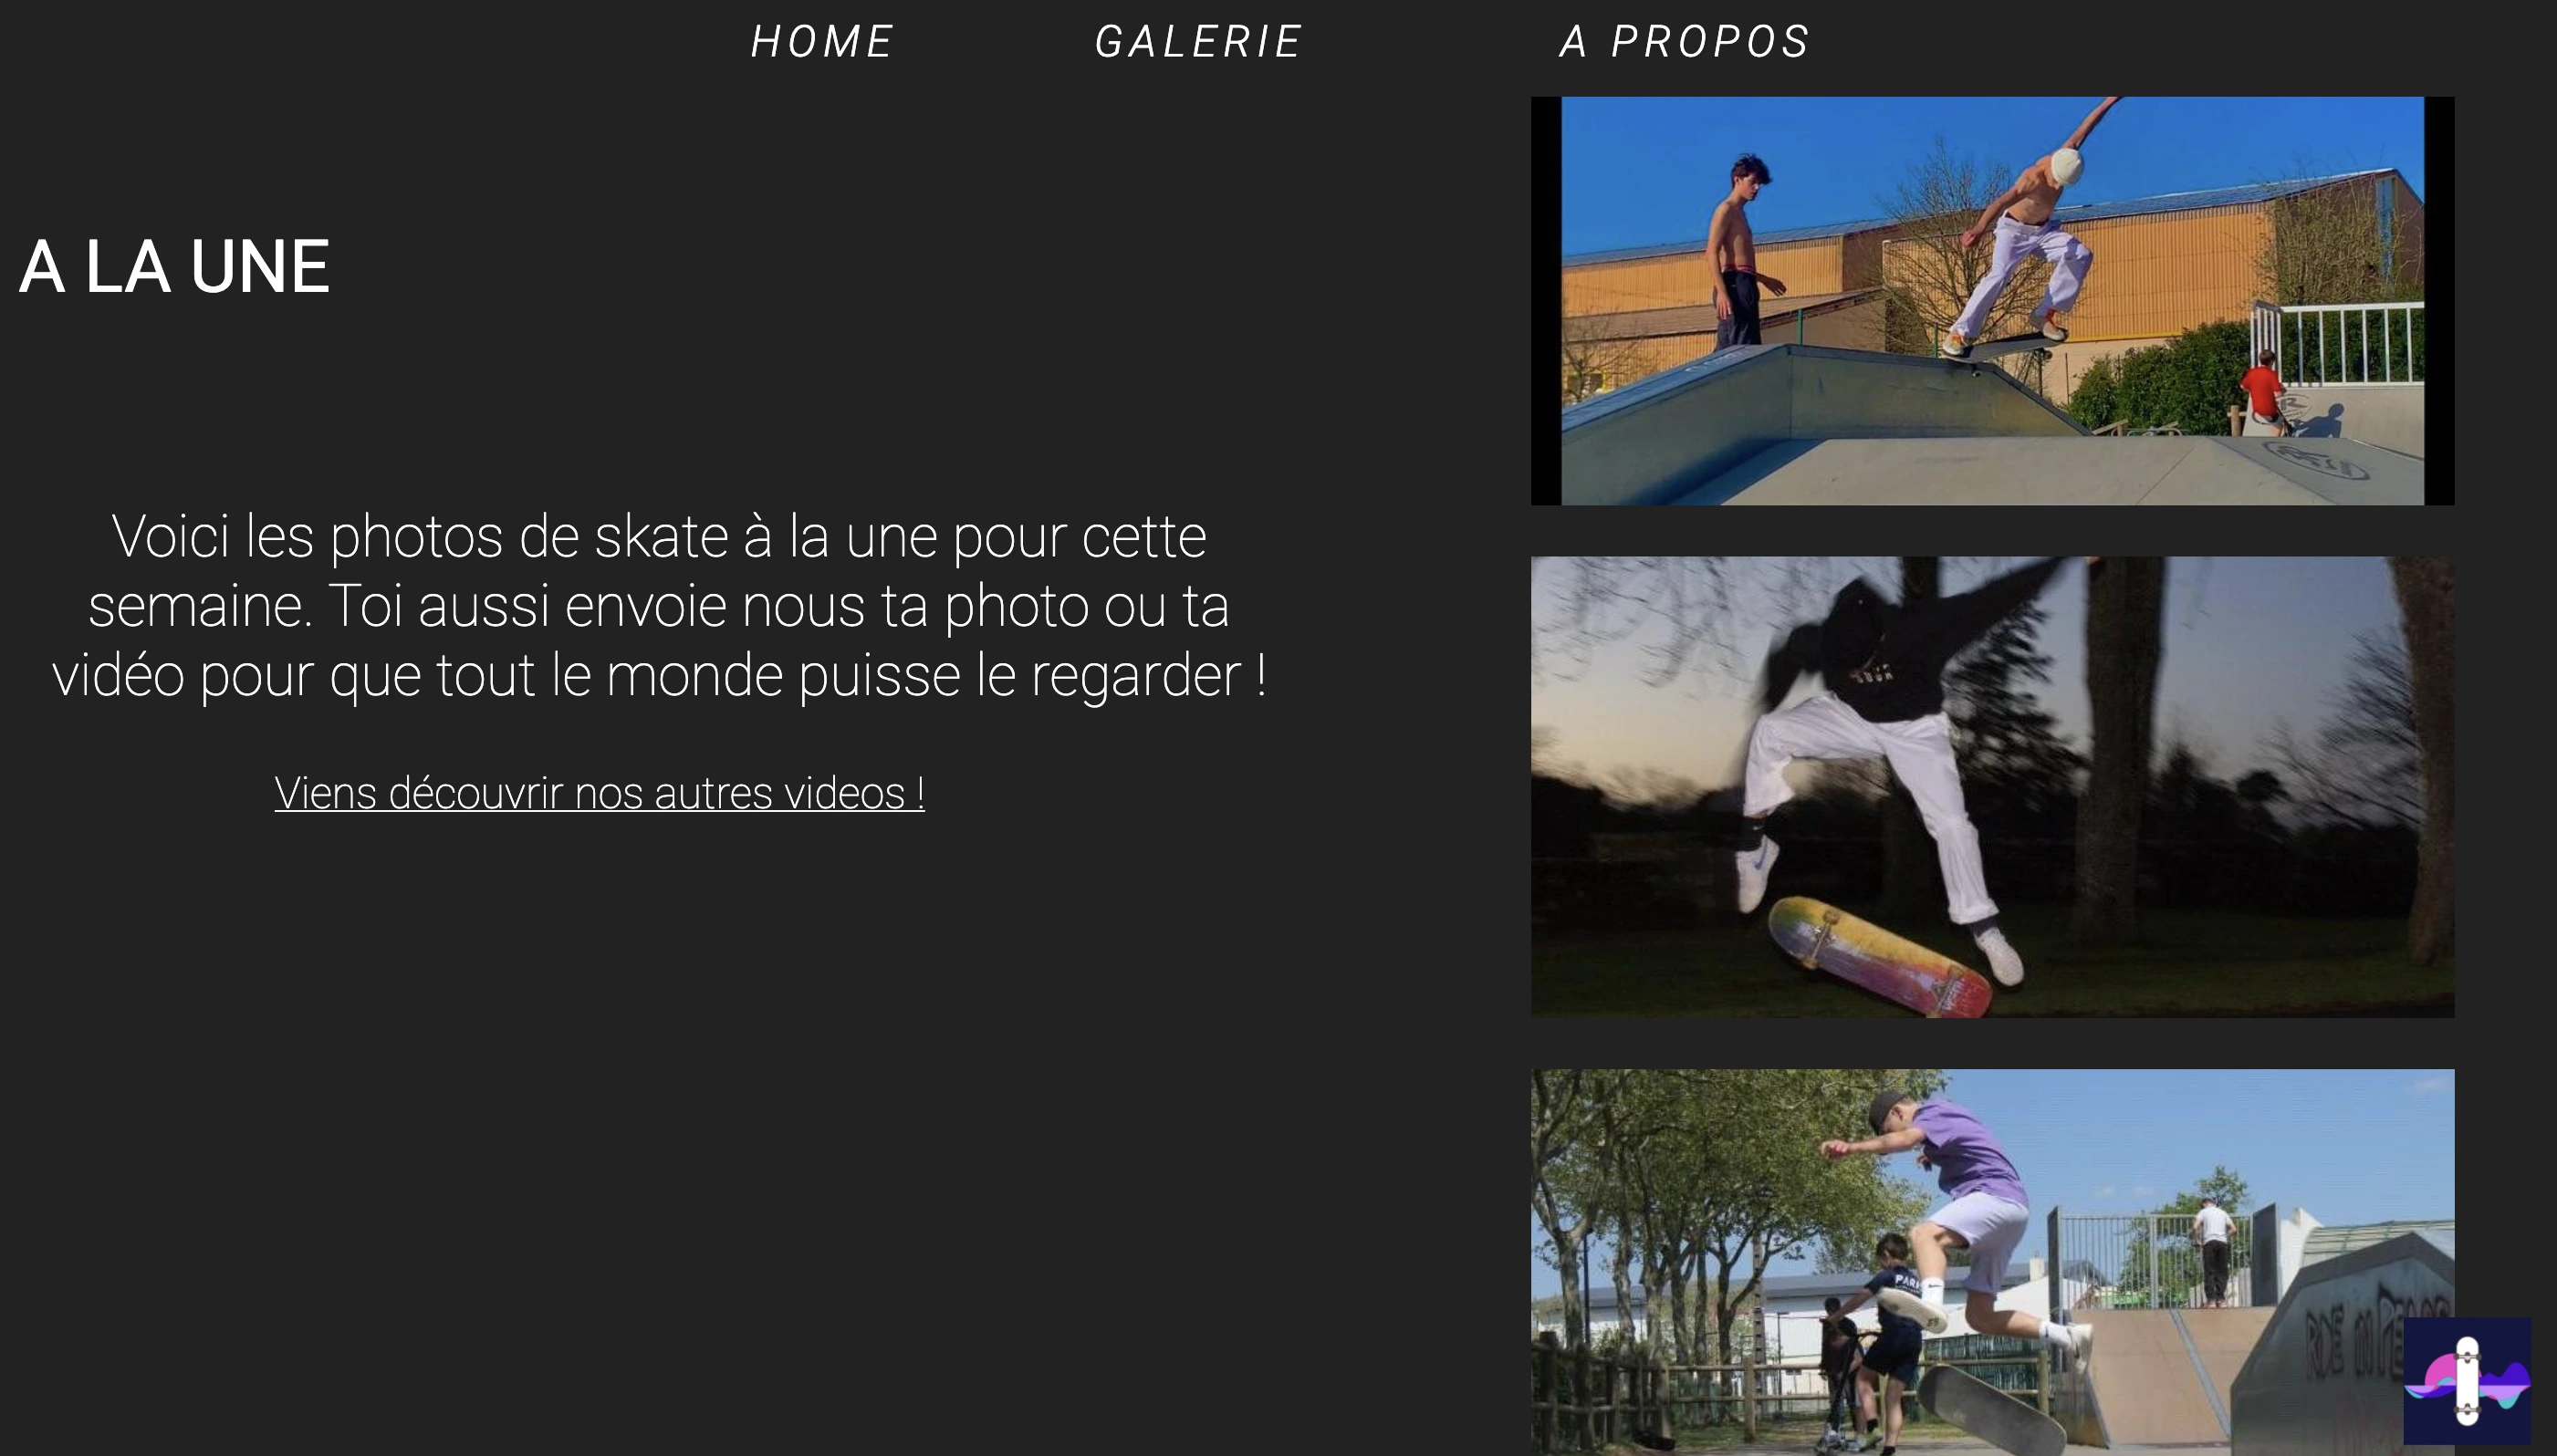 HOME GALERIE A PROPOS
A LA UNE
Voici les photos de skate à la une pour cette
semaine. Toi aussi envoie nous ta photo ou ta
vidéo pour que tout le monde puisse le regarder !
Viens découvrir nos autres videos !
PARK